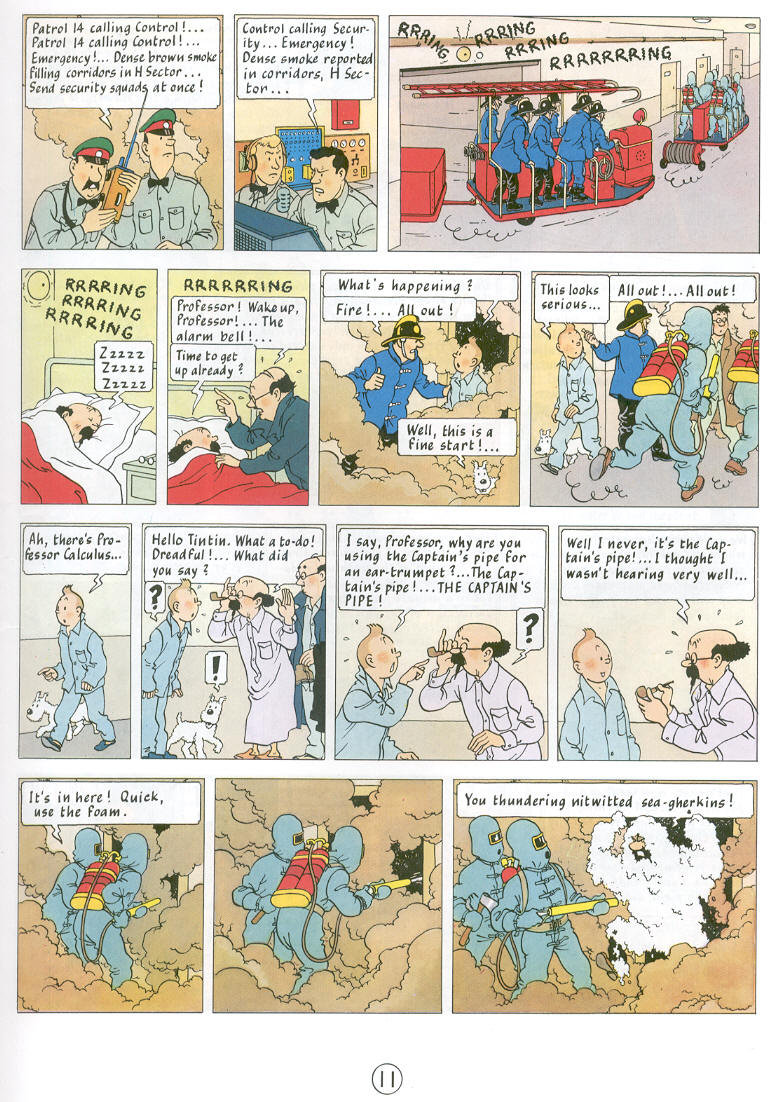 Patrol 14 calling Control!...
Patrol 14 calling Control!...
Emergency!... Dense brown smoke
filling corridors in H Sector...
Send security squads at once!
Control calling Secur-
ity... Emergency!
Dense smoke reported
in corridors, H Sec-
tor...
RRRING
RRRING
RRRING
RRRRRRRING
RRRRING
RRRRING
RRRRING
Zzzzz
Zzzzz
Zzzzz
RRRRRRING
Professor! Wake up,
Professor!... The
alarm bell!...
Time to get
up already?
What's happening?
Fire!... All out!
Well, this is a
fine start!...
This looks
serious...
All out!... All out!
Ah, there's Pro-
fessor Calculus...
Hello Tintin. What a to-do!
Dreadful!... What did
you say?
?
!
I say, Professor, why are you
using the Captain's pipe for
an ear-trumpet?...The Cap-
tain's pipe!...THE CAPTAIN'S
PIPE!
?
Well I never, it's the Cap-
tain's pipe!...I thought I
wasn't hearing very well...
It's in here! Quick,
use the foam.
You thundering nitwitted sea-gherkins!
11